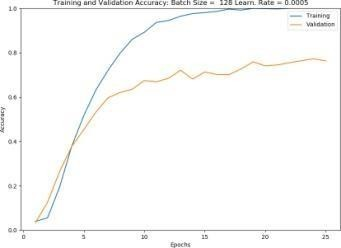 Training and Validation Accuracy: Batch Size = 128 Learn. Rate = 0.0005
Training
Validation
1.0
0.8
0.6
0.4
0.2
0.0
Accuracy
0
5
10
15
20
25
Epochs